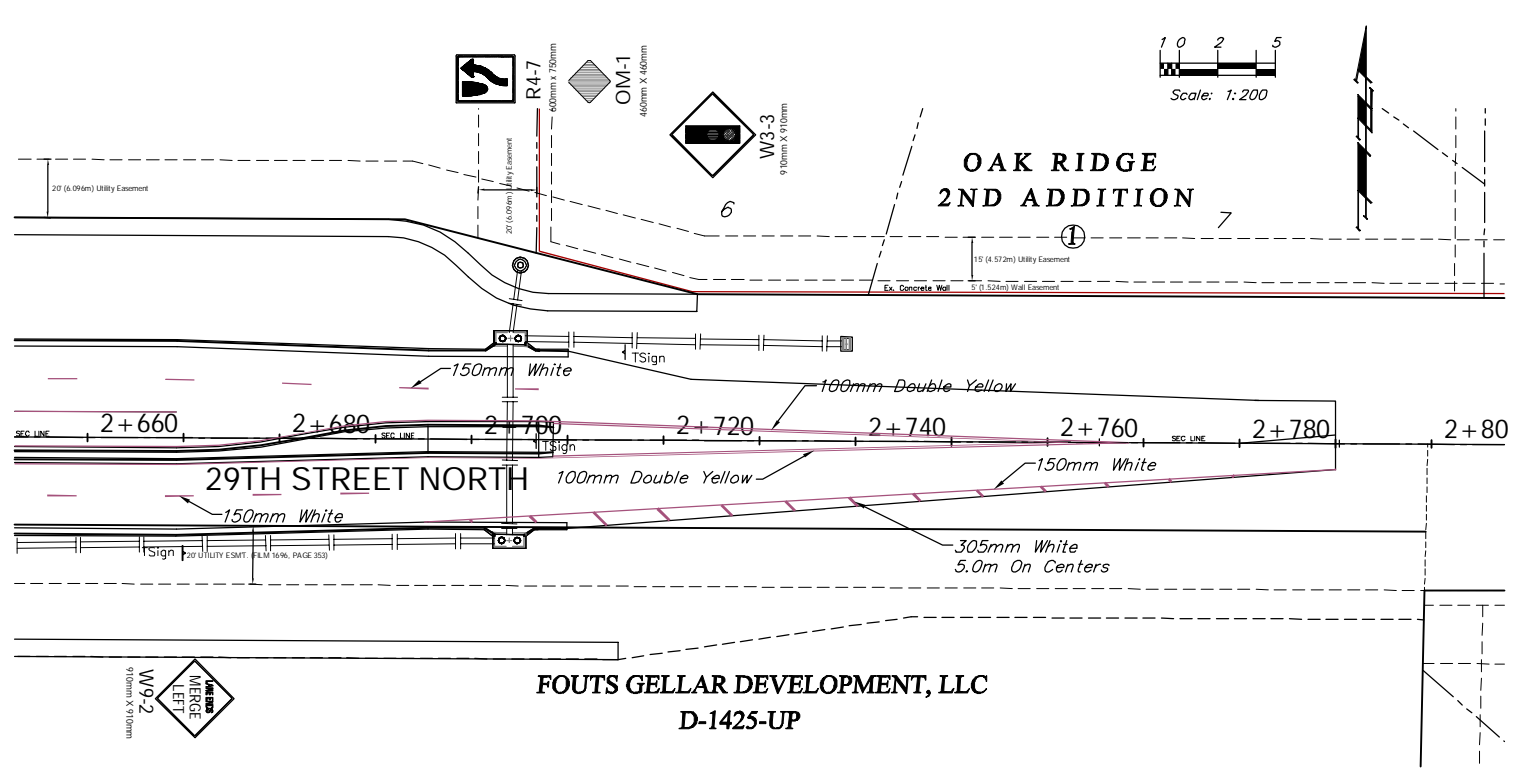 1 0 2 5
Scale: 1:200
R4-7
600mm x 750mm
OM-1
460mm X 460mm
W3-3
910mm X 910mm
OAK RIDGE
2ND ADDITION
1
6
7
20' (6.096m) Utility Easement
20' (6.096m) Utility Easement
15' (4.572m) Utility Easement
Ex. Concrete Wall
5' (1.524m) Wall Easement
TSign
150mm White
100mm Double Yellow
2+660
2+680
2+700
2+720
2+740
2+760
2+780
2+80
SEC LINE
SEC LINE
SEC LINE
TSign
29TH STREET NORTH
100mm Double Yellow
150mm White
150mm White
305mm White
5.0m On Centers
TSign
20' UTILITY ESM'T. (FILM 1696, PAGE 353)
W9-2
910mm X 910mm
LANE ENDS
MERGE
LEFT
FOUTS GELLAR DEVELOPMENT, LLC
D-1425-UP